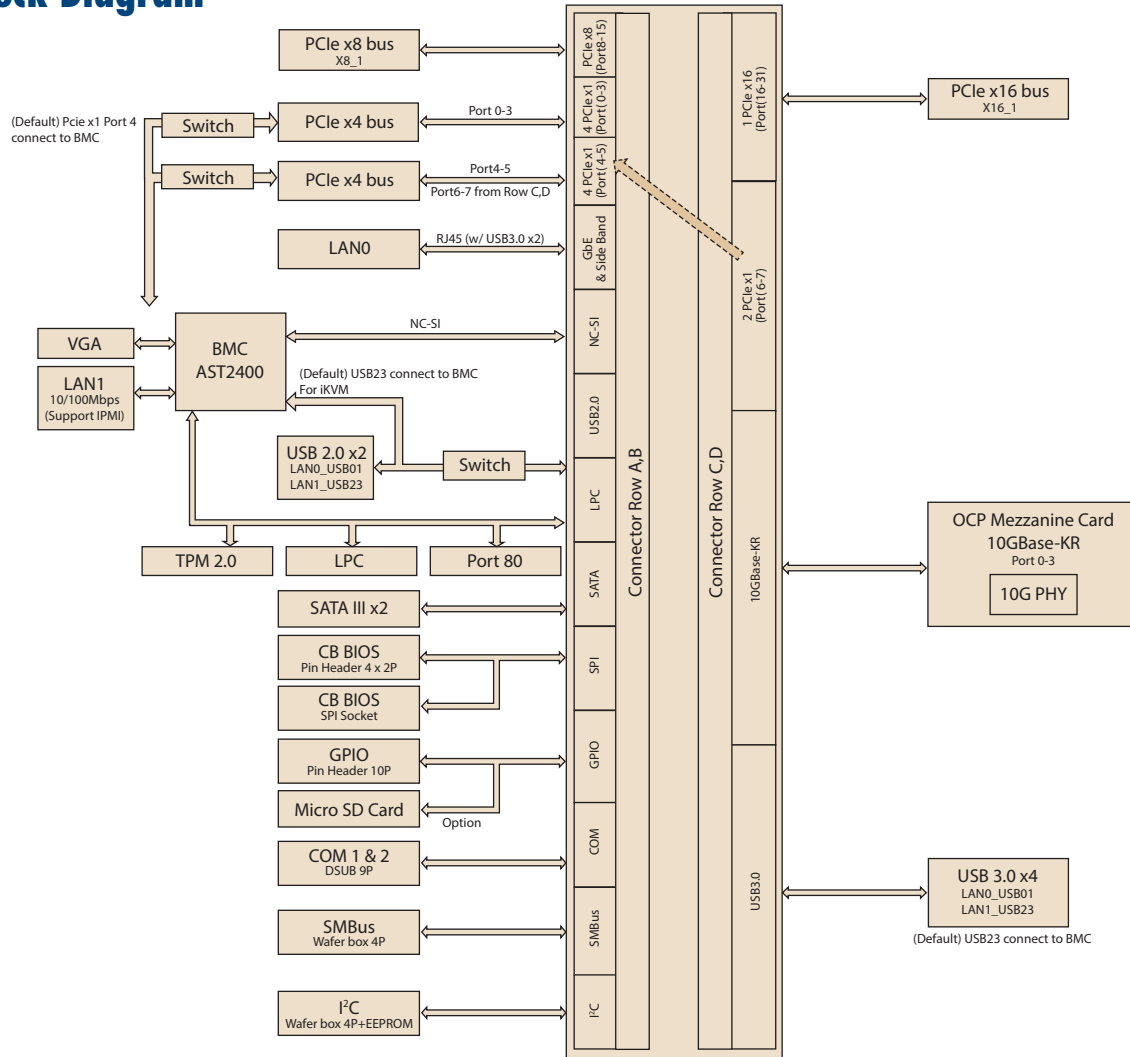 ock Diagram
PCIe x8 bus
X8_1
(Default) Pcie x1 Port 4
connect to BMC
Switch
PCIe x4 bus
Port 0-3
Switch
PCIe x4 bus
Port4-5
Port6-7 from Row C,D
LAN0
RJ45 (w/ USB3.0 x2)
NC-SI
VGA
BMC
AST2400
LAN1
10/100Mbps
(Support IPMI)
(Default) USB23 connect to BMC
For iKVM
USB 2.0 x2
LAN0_USB01
LAN1_USB23
Switch
TPM 2.0
LPC
Port 80
SATA III x2
CB BIOS
Pin Header 4 x 2P
CB BIOS
SPI Socket
GPIO
Pin Header 10P
Micro SD Card
Option
COM 1 & 2
DSUB 9P
SMBus
Wafer box 4P
I²C
Wafer box 4P+EEPROM
PCIe x8
(Port8-15)
4 PCIe x1
(Port (0-3)
4 PCIe x1
(Port( 4-5)
GbE
& Side Band
NC-SI
USB2.0
LPC
SATA
SPI
GPIO
COM
SMBus
I²C
Connector Row A,B
Connector Row C,D
1 PCIe x16
(Port(16-31)
2 PCIe x1
(Port( 6-7)
10GBase-KR
USB3.0
PCIe x16 bus
X16_1
OCP Mezzanine Card
10GBase-KR
Port 0-3
10G PHY
USB 3.0 x4
LAN0_USB01
LAN1_USB23
(Default) USB23 connect to BMC